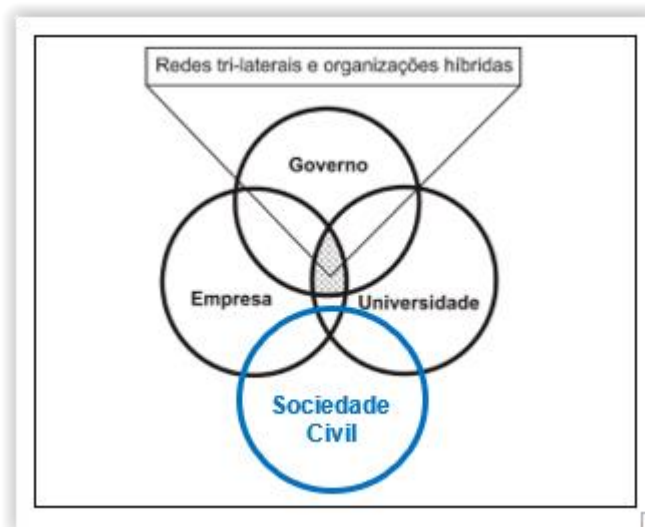 Redes tri-laterais e organizações híbridas
Governo
Empresa
Universidade
Sociedade
Civil